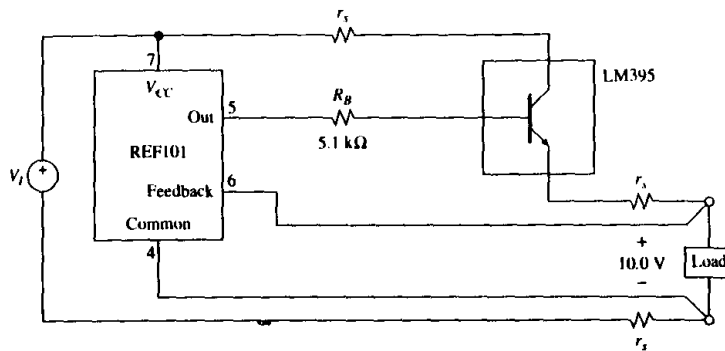 r_s
7
V_CC
LM395
Out
5
R_B
5.1 kΩ
REF101
V_I
+
Feedback
6
Common
4
r_s
+
10.0 V
−
Load
r_s